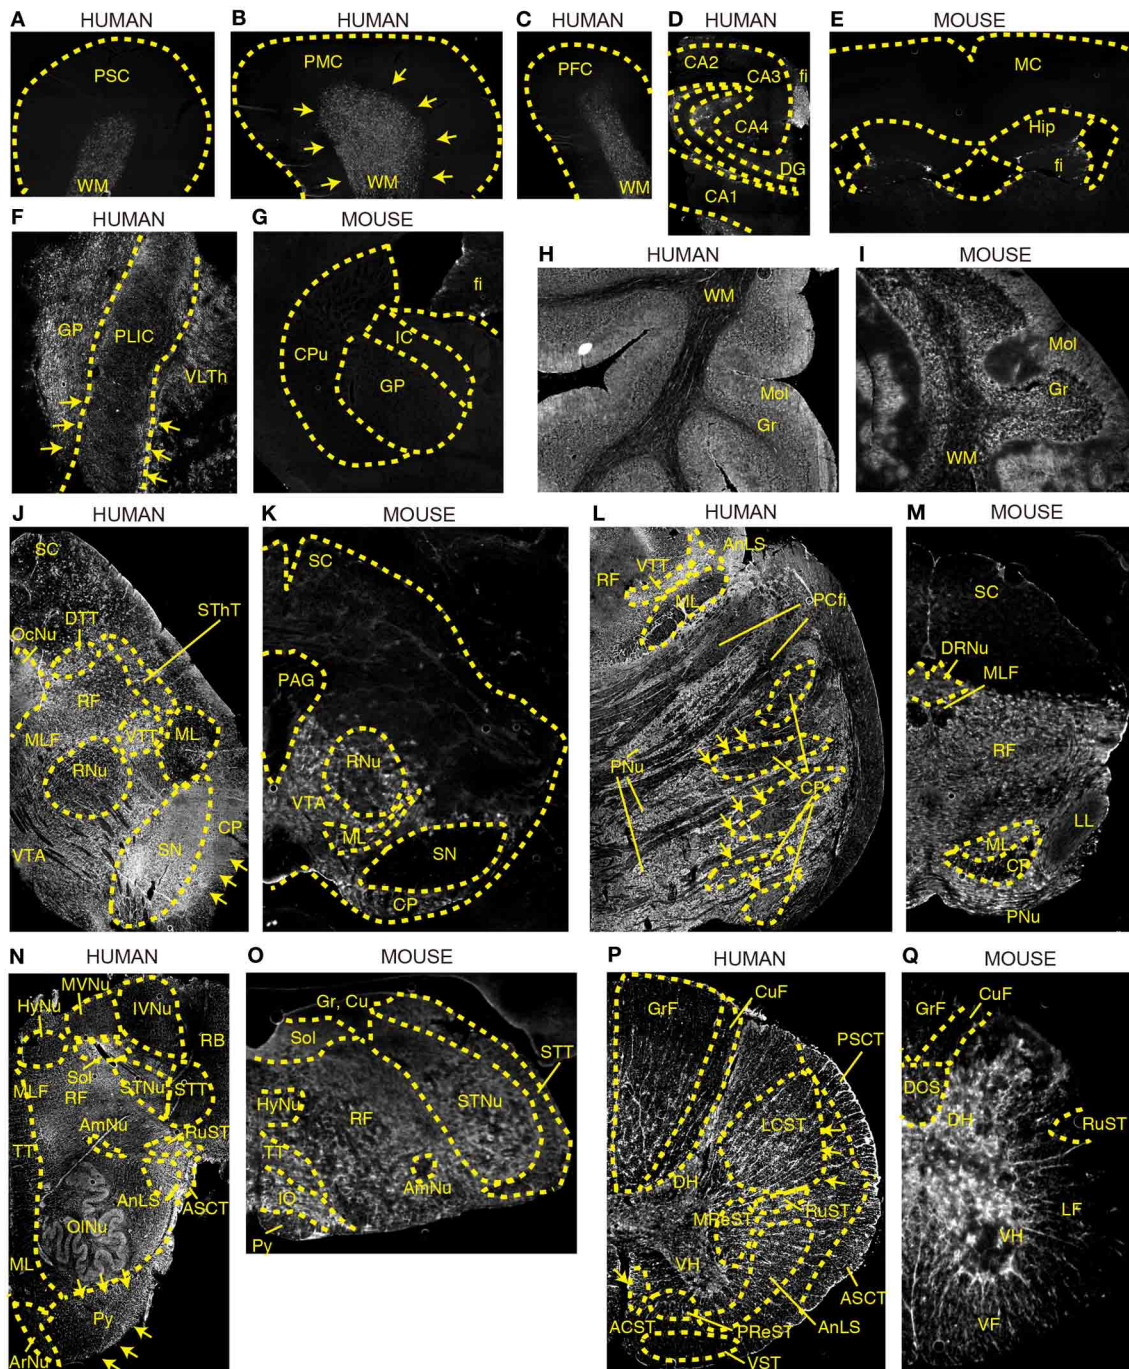 A HUMAN
PSC
WM
B HUMAN
PMC
WM
C HUMAN
PFC
WM
D HUMAN
CA2
CA3
fi
CA4
DG
CA1
E MOUSE
MC
Hip
fi
F HUMAN
GP
PLIC
VLTh
G MOUSE
fi
IC
CPu
GP
H HUMAN
WM
Mol
Gr
I MOUSE
Mol
Gr
WM
J HUMAN
SC
SThT
DTT
OcNu
RF
MLF
VTT
ML
RNu
CP
SN
VTA
K MOUSE
SC
PAG
RNu
VTA
ML
SN
CP
L HUMAN
AnLS
VTT
RF
ML
PCfi
PNu
CP
M MOUSE
SC
DRNu
MLF
RF
LL
ML
CP
PNu
N HUMAN
MVNu
HyNu
IVNu
RB
Sol
MLF
STNu
STT
RF
AmNu
RuST
TT
AnLS
ASCT
OlNu
ML
Py
ArNu
O MOUSE
Gr, Cu
Sol
STT
STNu
HyNu
RF
TT
AmNu
IO
Py
P HUMAN
CuF
GrF
PSCT
LCST
DH
MReST
RuST
VH
ASCT
ACST
PReST
AnLS
VST
Q MOUSE
CuF
GrF
DOS
DH
RuST
LF
VH
VF